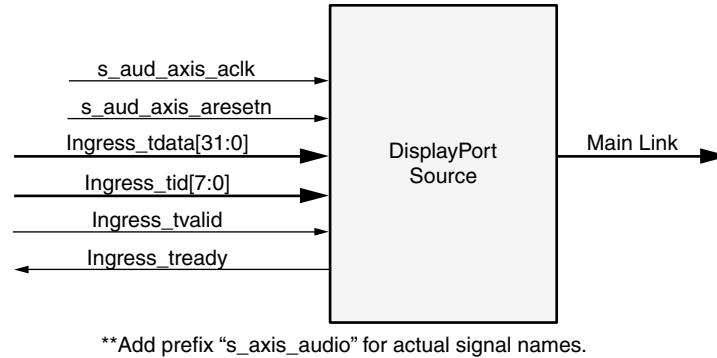 s_aud_axis_aclk
s_aud_axis_aresetn
Ingress_tdata[31:0]
Ingress_tid[7:0]
Ingress_tvalid
Ingress_tready
DisplayPort
Source
Main Link
**Add prefix “s_axis_audio” for actual signal names.